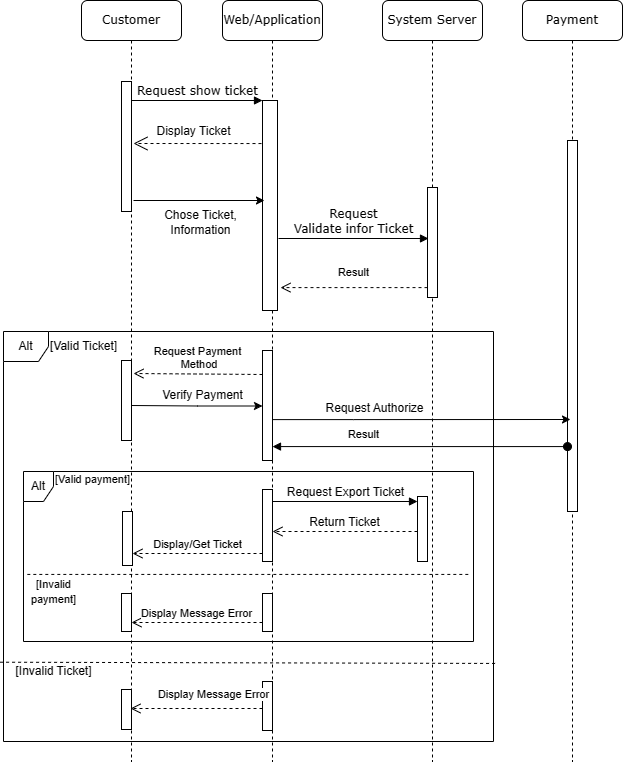 Customer
Web/Application
System Server
Payment
Request show ticket
Display Ticket
Chose Ticket,
Information
Request
Validate infor Ticket
Result
Alt
[Valid Ticket]
Request Payment
Method
Verify Payment
Request Authorize
Result
Alt
[Valid payment]
Request Export Ticket
Return Ticket
Display/Get Ticket
[Invalid
payment]
Display Message Error
[Invalid Ticket]
Display Message Error